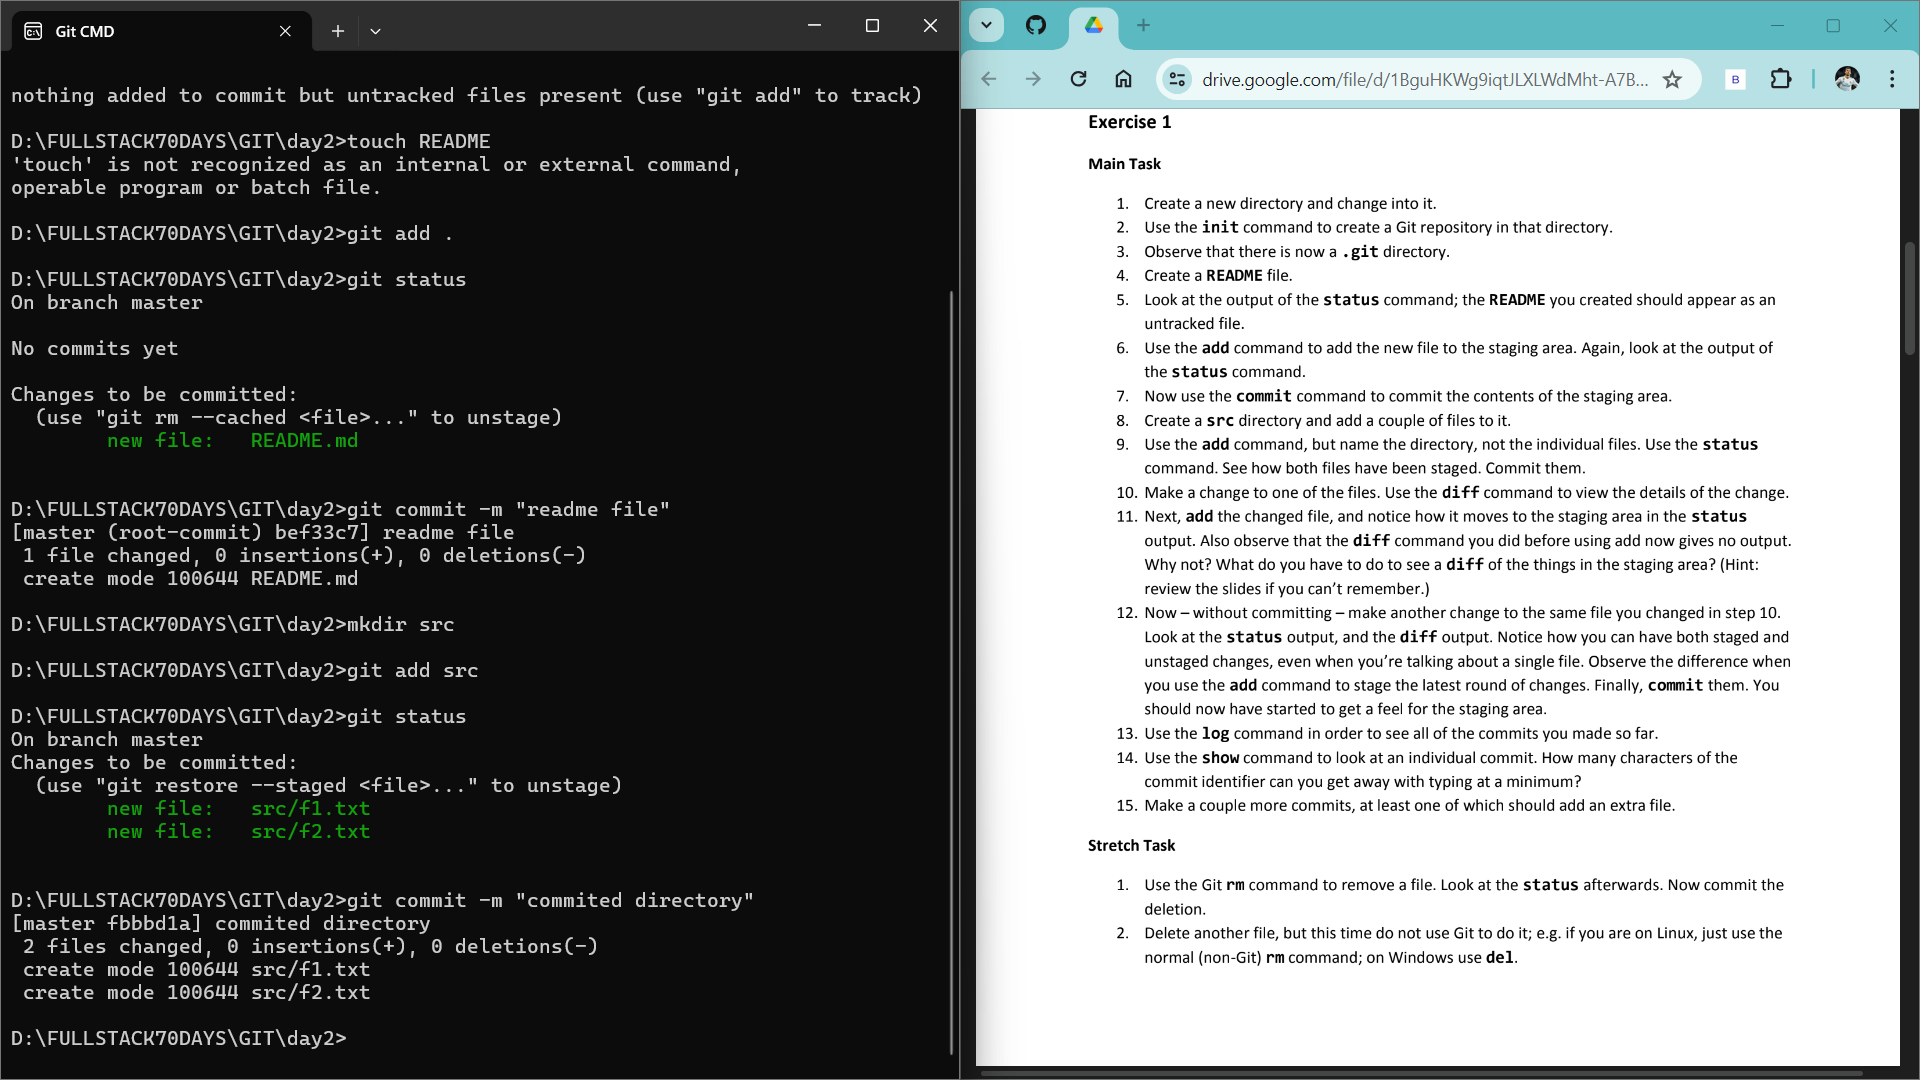 Git CMD
nothing added to commit but untracked files present (use "git add" to track)
D:\FULLSTACK70DAYS\GIT\day2>touch README
'touch' is not recognized as an internal or external command,
operable program or batch file.
D:\FULLSTACK70DAYS\GIT\day2>git add .
D:\FULLSTACK70DAYS\GIT\day2>git status
On branch master
No commits yet
Changes to be committed:
  (use "git rm --cached <file>..." to unstage)
        new file:   README.md
D:\FULLSTACK70DAYS\GIT\day2>git commit -m "readme file"
[master (root-commit) bef33c7] readme file
 1 file changed, 0 insertions(+), 0 deletions(-)
 create mode 100644 README.md
D:\FULLSTACK70DAYS\GIT\day2>mkdir src
D:\FULLSTACK70DAYS\GIT\day2>git add src
D:\FULLSTACK70DAYS\GIT\day2>git status
On branch master
Changes to be committed:
  (use "git restore --staged <file>..." to unstage)
        new file:   src/f1.txt
        new file:   src/f2.txt
D:\FULLSTACK70DAYS\GIT\day2>git commit -m "commited directory"
[master fbbbd1a] commited directory
 2 files changed, 0 insertions(+), 0 deletions(-)
 create mode 100644 src/f1.txt
 create mode 100644 src/f2.txt
D:\FULLSTACK70DAYS\GIT\day2>
drive.google.com/file/d/1BguHKWg9iqtJLXLWdMht-A7B...
B
Exercise 1
Main Task
1. Create a new directory and change into it.
2. Use the init command to create a Git repository in that directory.
3. Observe that there is now a .git directory.
4. Create a README file.
5. Look at the output of the status command; the README you created should appear as an
untracked file.
6. Use the add command to add the new file to the staging area. Again, look at the output of
the status command.
7. Now use the commit command to commit the contents of the staging area.
8. Create a src directory and add a couple of files to it.
9. Use the add command, but name the directory, not the individual files. Use the status
command. See how both files have been staged. Commit them.
10. Make a change to one of the files. Use the diff command to view the details of the change.
11. Next, add the changed file, and notice how it moves to the staging area in the status
output. Also observe that the diff command you did before using add now gives no output.
Why not? What do you have to do to see a diff of the things in the staging area? (Hint:
review the slides if you can’t remember.)
12. Now – without committing – make another change to the same file you changed in step 10.
Look at the status output, and the diff output. Notice how you can have both staged and
unstaged changes, even when you’re talking about a single file. Observe the difference when
you use the add command to stage the latest round of changes. Finally, commit them. You
should now have started to get a feel for the staging area.
13. Use the log command in order to see all of the commits you made so far.
14. Use the show command to look at an individual commit. How many characters of the
commit identifier can you get away with typing at a minimum?
15. Make a couple more commits, at least one of which should add an extra file.
Stretch Task
1. Use the Git rm command to remove a file. Look at the status afterwards. Now commit the
deletion.
2. Delete another file, but this time do not use Git to do it; e.g. if you are on Linux, just use the
normal (non-Git) rm command; on Windows use del.